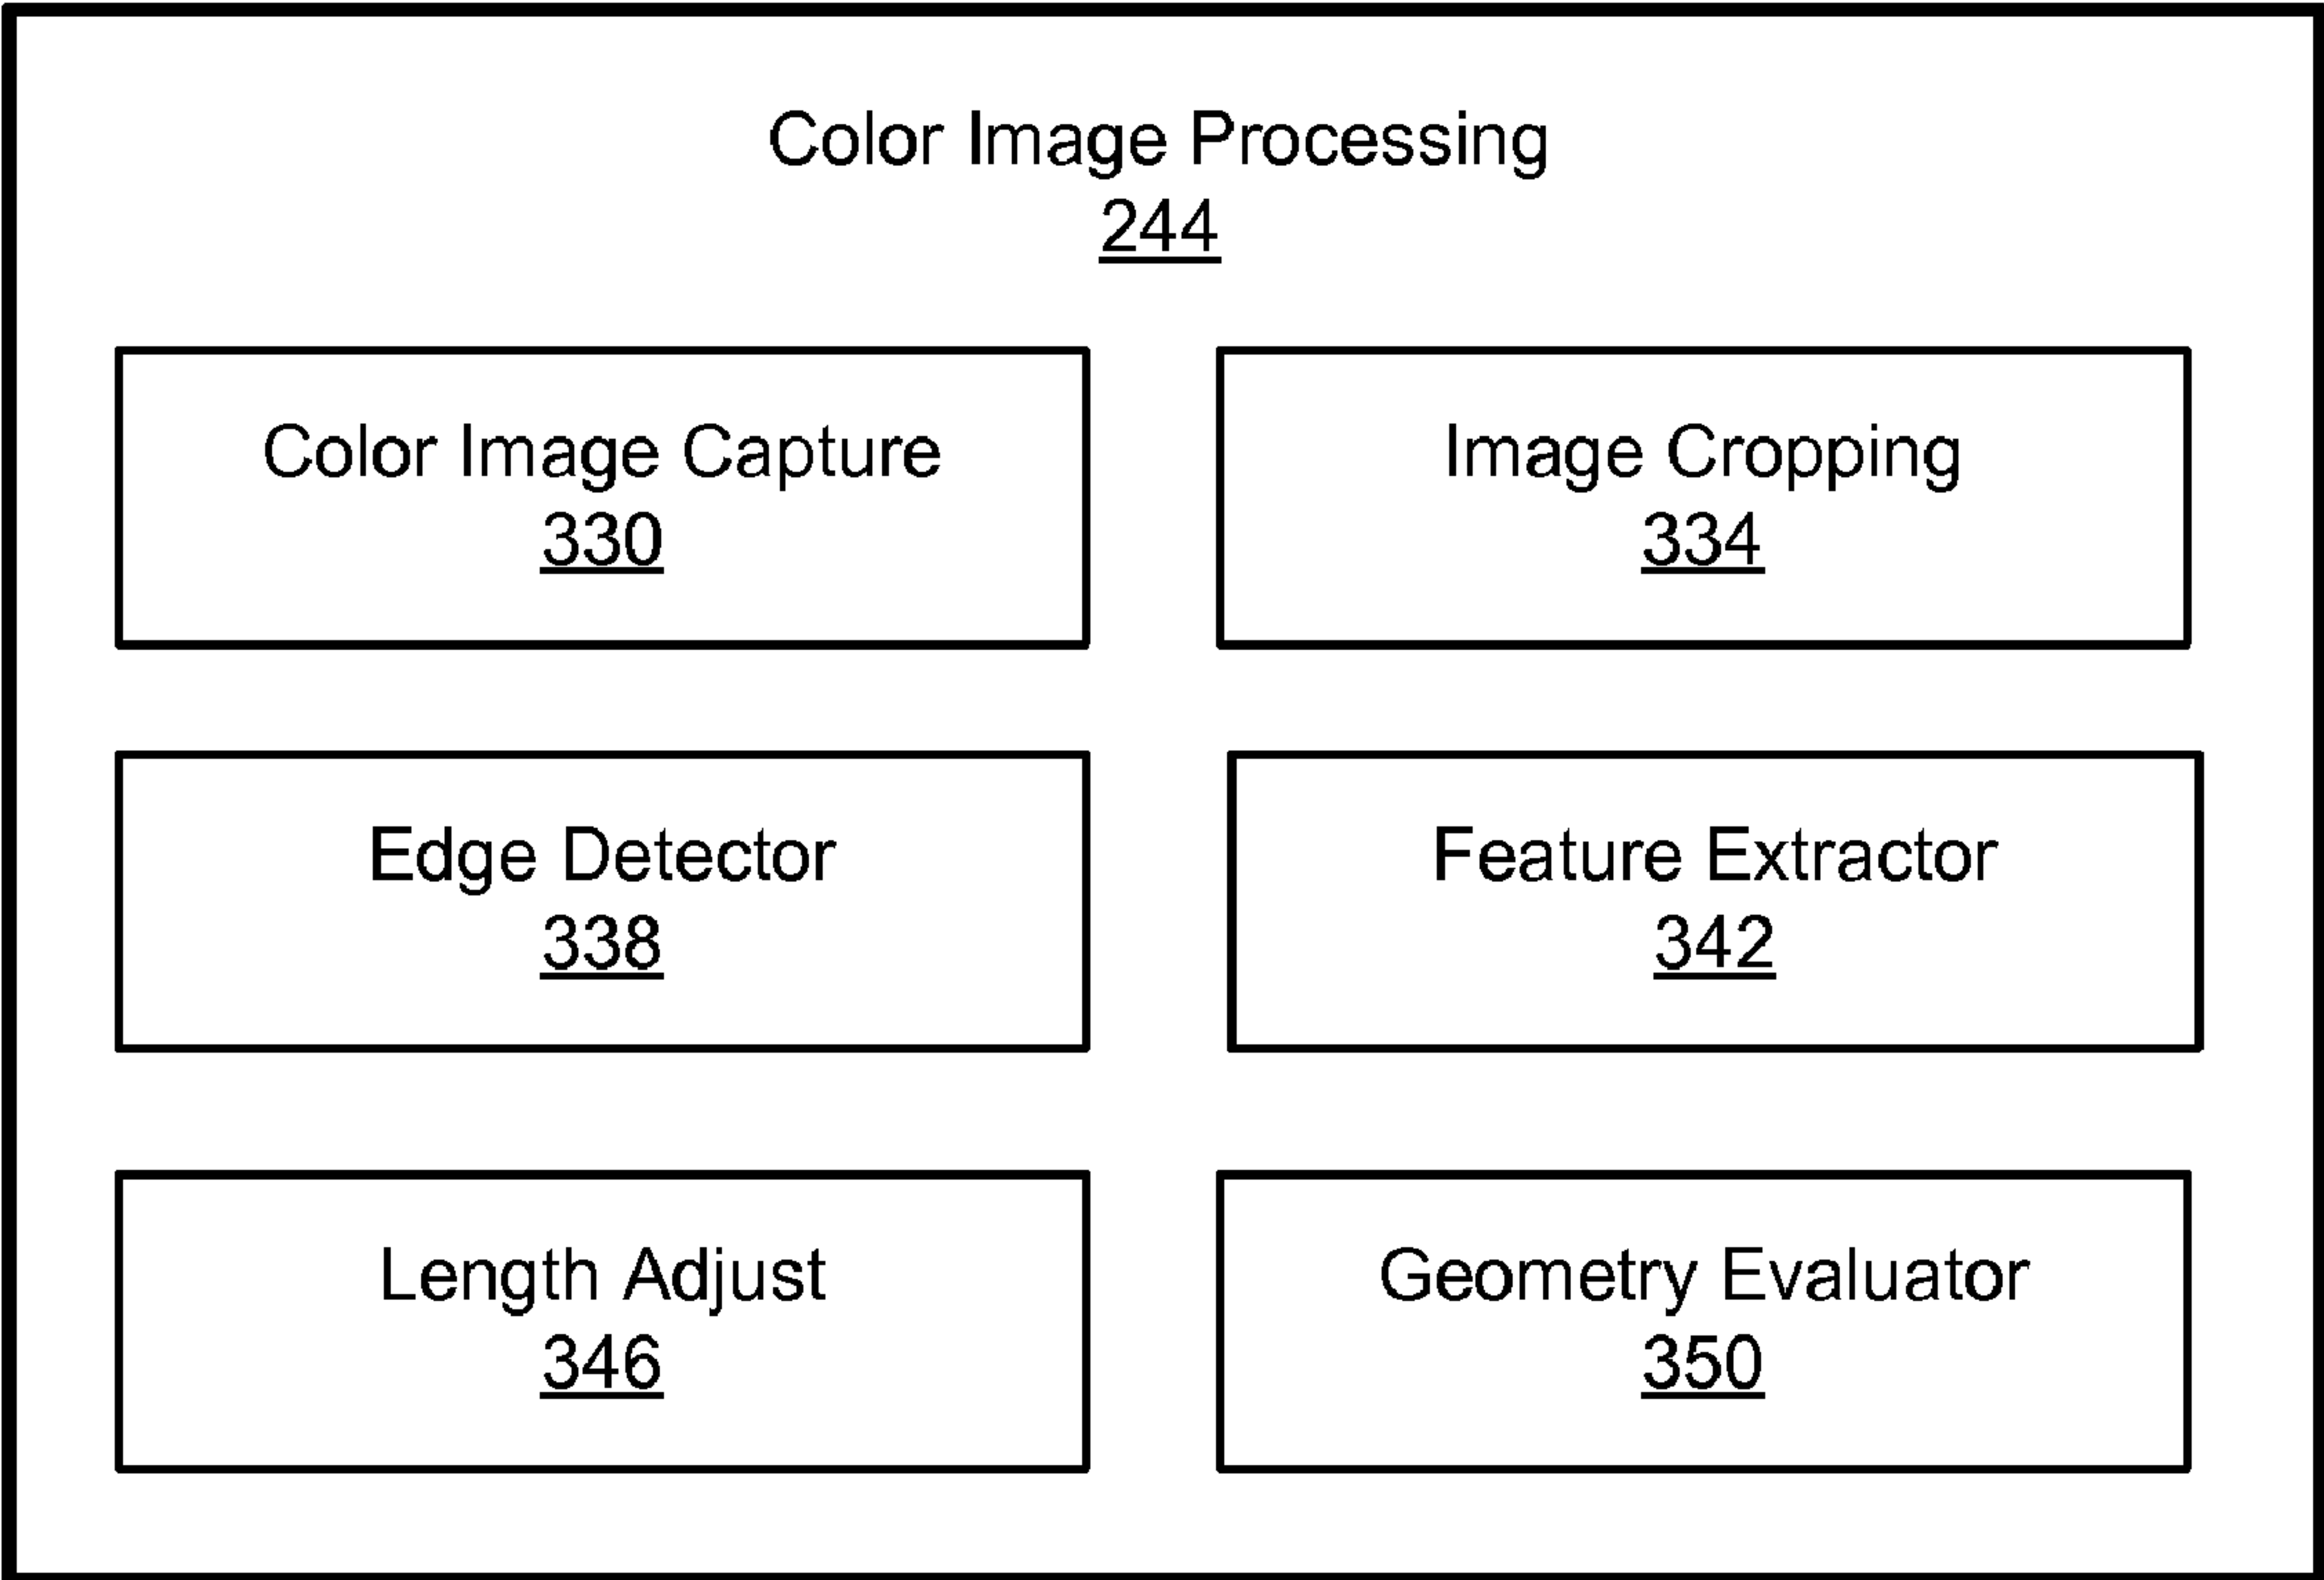 Color Image Processing
244
Color Image Capture
330
Image Cropping
334
Edge Detector
338
Feature Extractor
342
Length Adjust
346
Geometry Evaluator
350